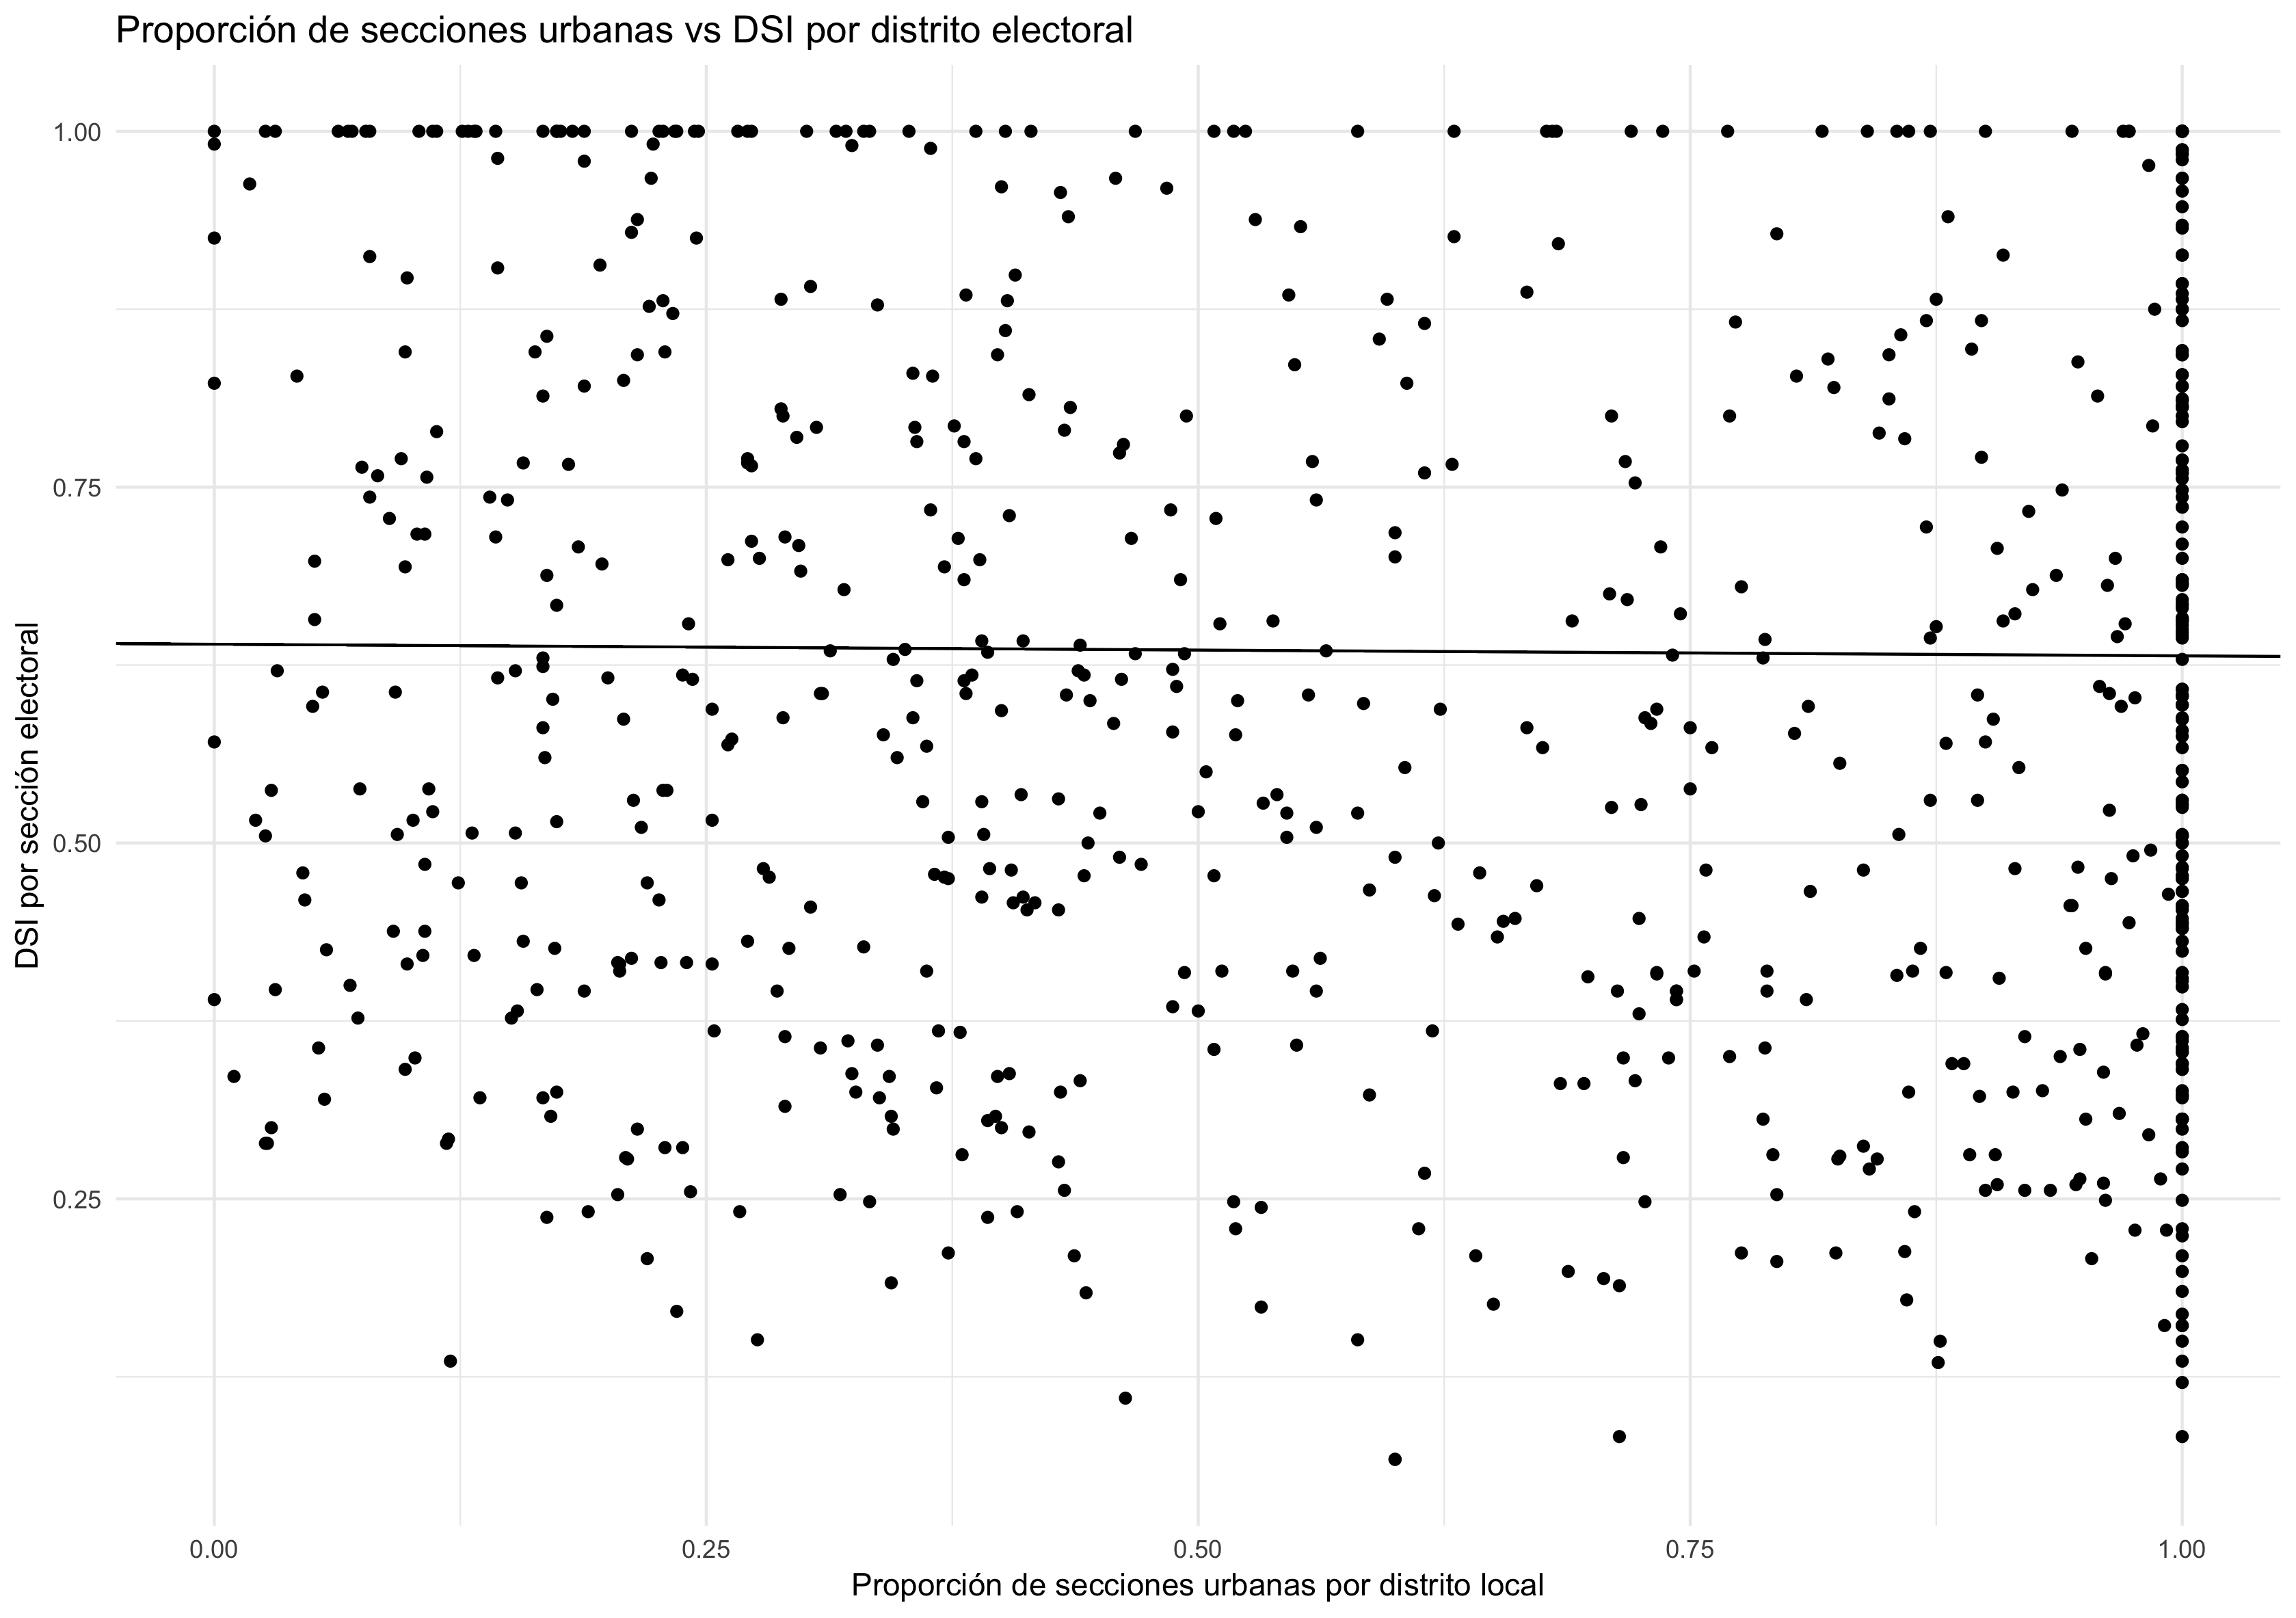 Proporción de secciones urbanas vs DSI por distrito electoral
DSI por sección electoral
1.00
0.75
0.50
0.25
0.00 0.25 0.50 0.75 1.00
Proporción de secciones urbanas por distrito local